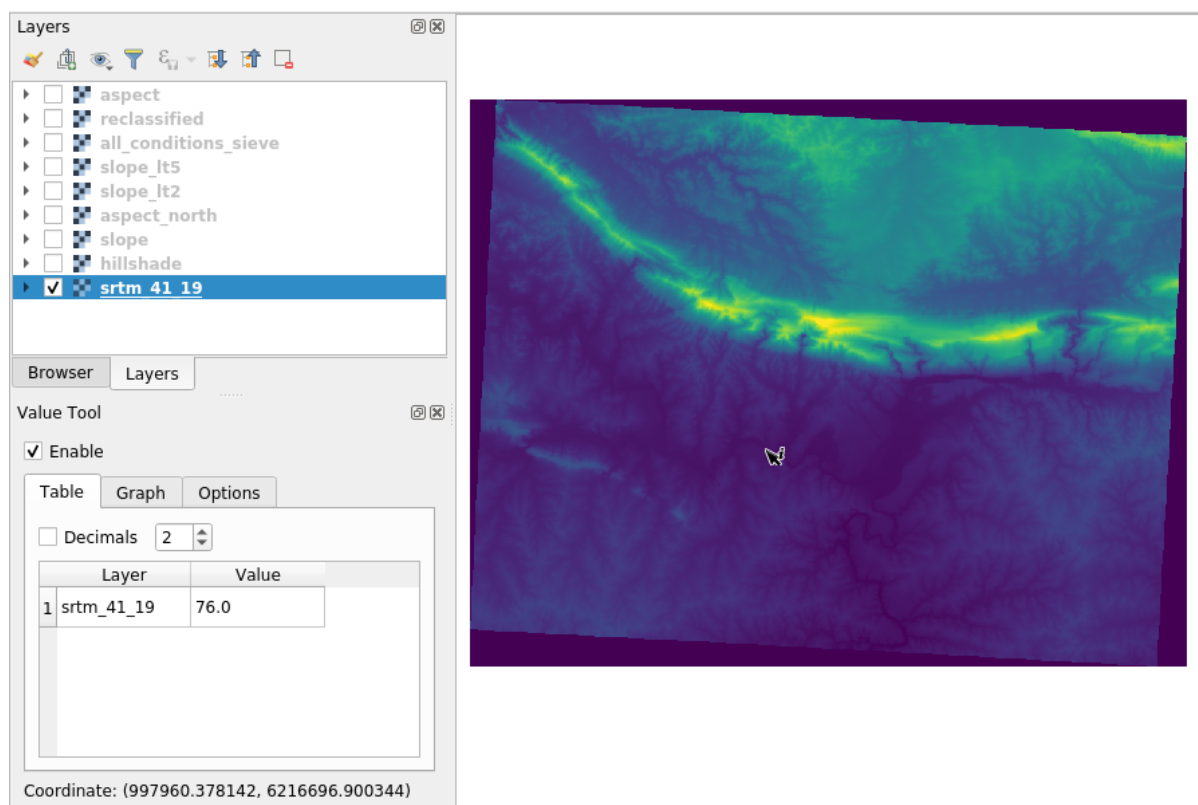 Layers
aspect
reclassified
all_conditions_sieve
slope_lt5
slope_lt2
aspect_north
slope
hillshade
srtm_41_19
Browser Layers
Value Tool
Enable
Table Graph Options
Decimals 2
Layer Value
1 srtm_41_19 76.0
Coordinate: (997960.378142, 6216696.900344)